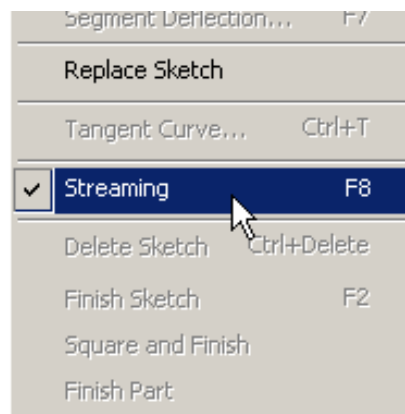 Segment Deflection... F7
Replace Sketch
Tangent Curve... Ctrl+T
Streaming F8
Delete Sketch Ctrl+Delete
Finish Sketch F2
Square and Finish
Finish Part